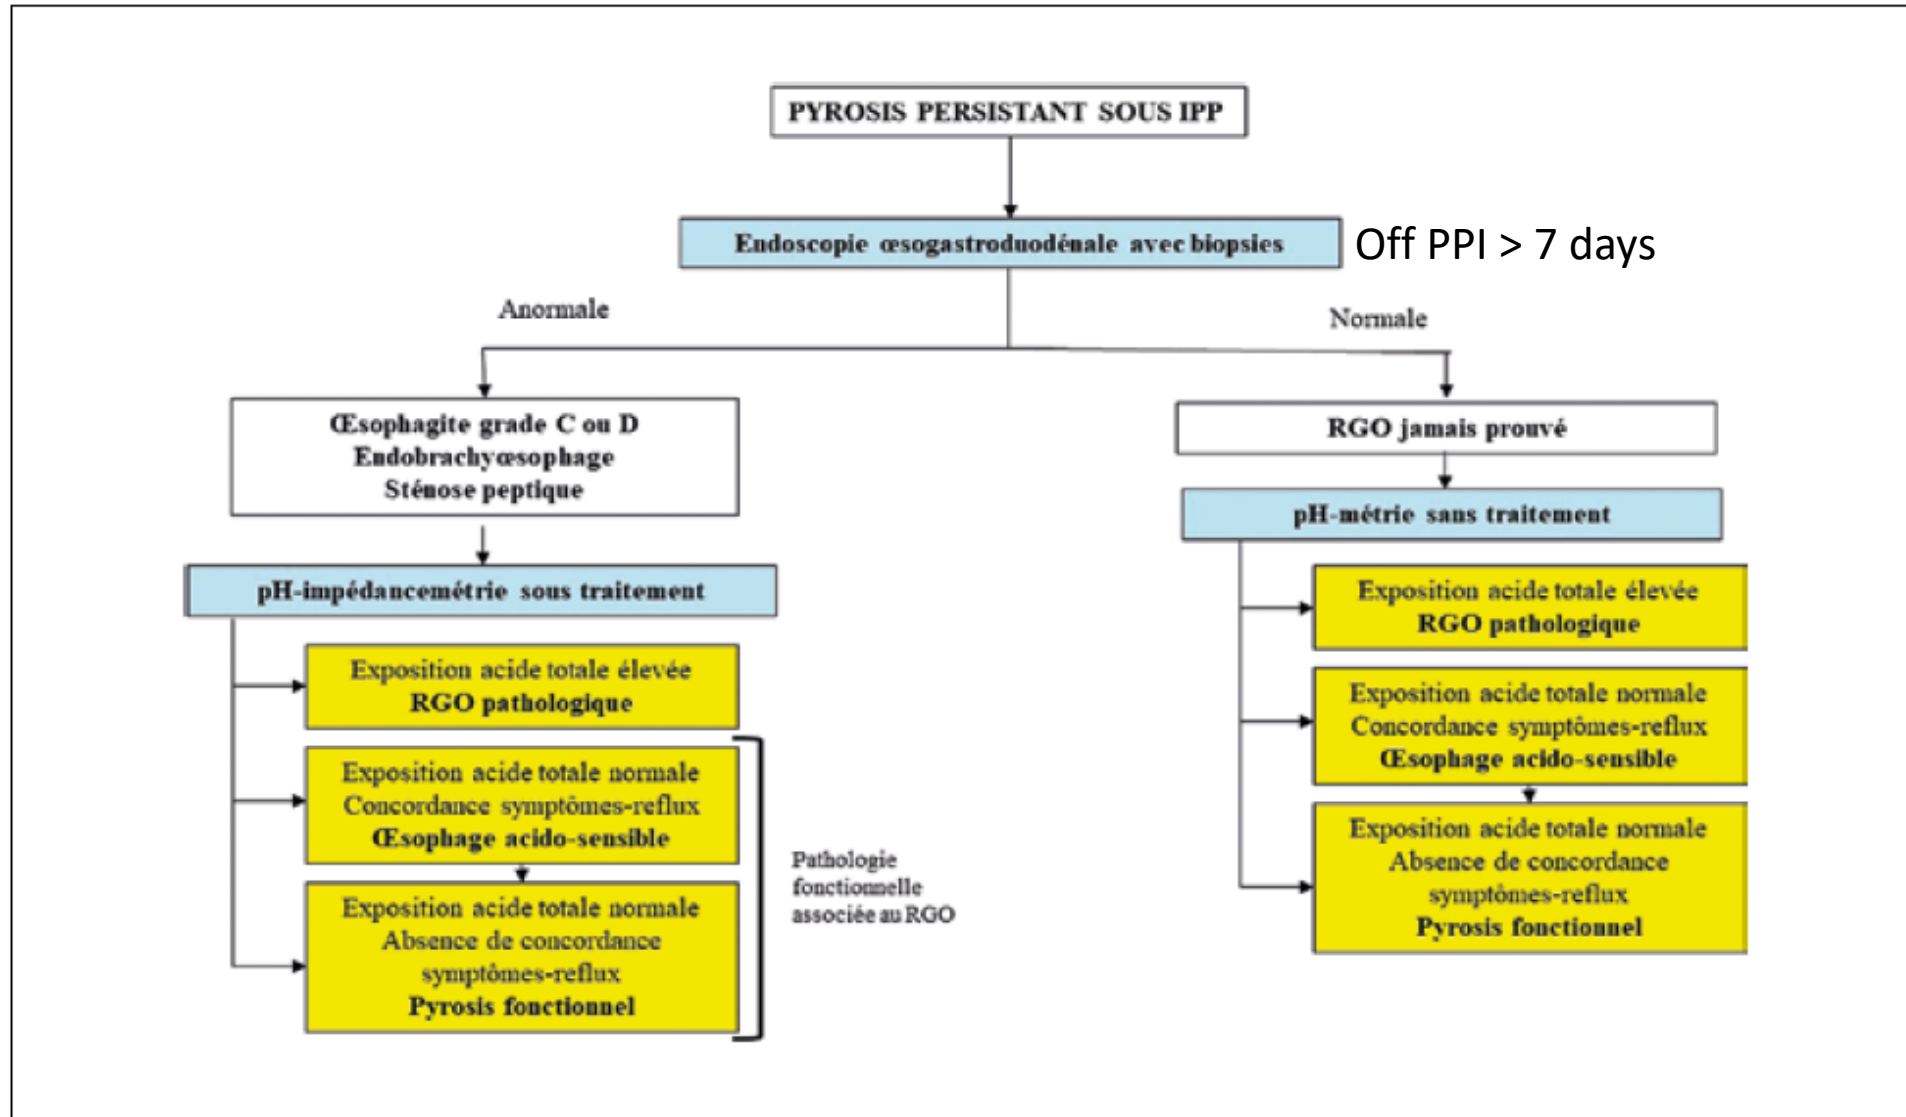 PYROSIS PERSISTANT SOUS IPP
Endoscopie œsogastroduodénale avec biopsies
Off PPI > 7 days
Anormale
Normale
Œsophagite grade C ou D
Endobrachyœsophage
Sténose peptique
pH-impédancemétrie sous traitement
Exposition acide totale élevée
RGO pathologique
Exposition acide totale normale
Concordance symptômes-reflux
Œsophage acido-sensible
Exposition acide totale normale
Absence de concordance
symptômes-reflux
Pyrosis fonctionnel
Pathologie
fonctionnelle
associée au RGO
RGO jamais prouvé
pH-métrie sans traitement
Exposition acide totale élevée
RGO pathologique
Exposition acide totale normale
Concordance symptômes-reflux
Œsophage acido-sensible
Exposition acide totale normale
Absence de concordance
symptômes-reflux
Pyrosis fonctionnel